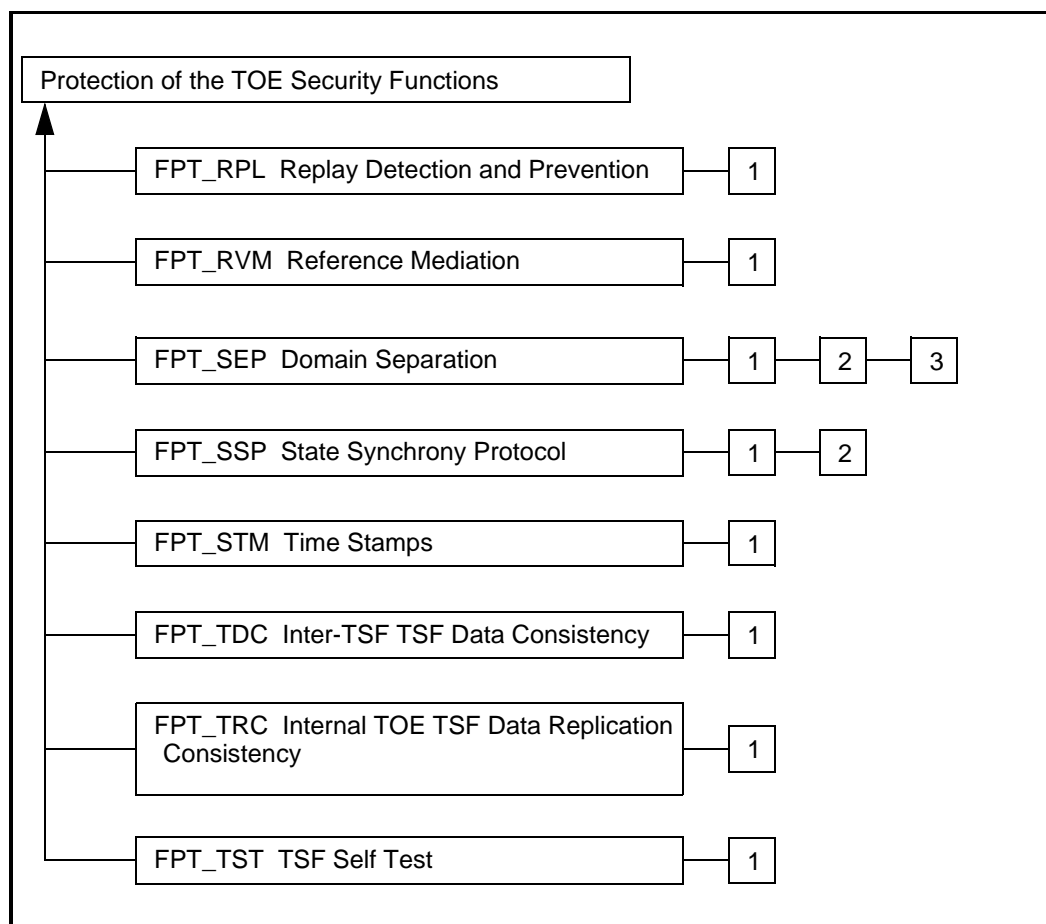 Protection of the TOE Security Functions
FPT_RPL Replay Detection and Prevention 1
FPT_RVM Reference Mediation 1
FPT_SEP Domain Separation 1 2 3
FPT_SSP State Synchrony Protocol 1 2
FPT_STM Time Stamps 1
FPT_TDC Inter-TSF TSF Data Consistency 1
FPT_TRC Internal TOE TSF Data Replication
Consistency 1
FPT_TST TSF Self Test 1